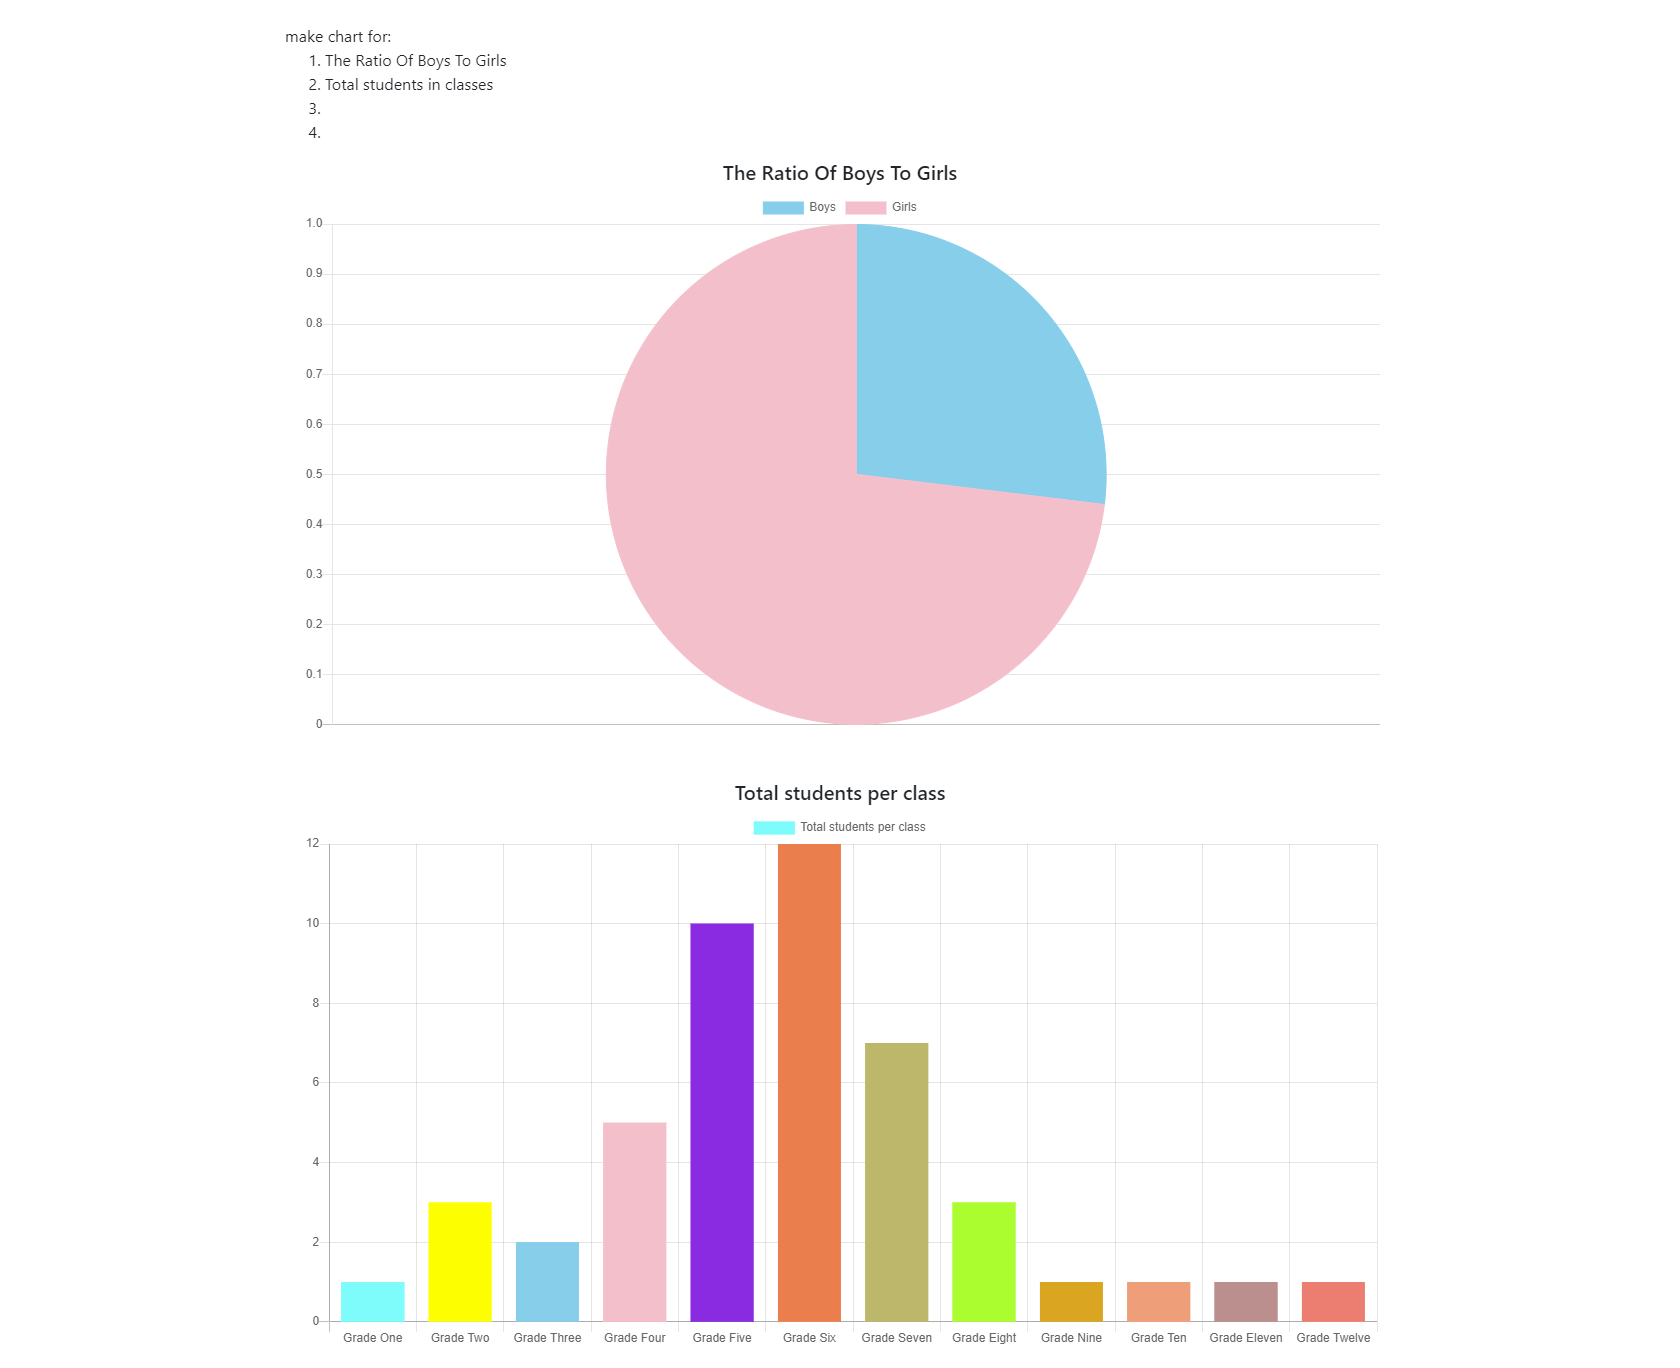 make chart for:
1. The Ratio Of Boys To Girls
2. Total students in classes
3.
4.
The Ratio Of Boys To Girls
Boys Girls
1.0
0.9
0.8
0.7
0.6
0.5
0.4
0.3
0.2
0.1
0
Total students per class
Total students per class
12
10
8
6
4
2
0
Grade One Grade Two Grade Three Grade Four Grade Five Grade Six Grade Seven Grade Eight Grade Nine Grade Ten Grade Eleven Grade Twelve